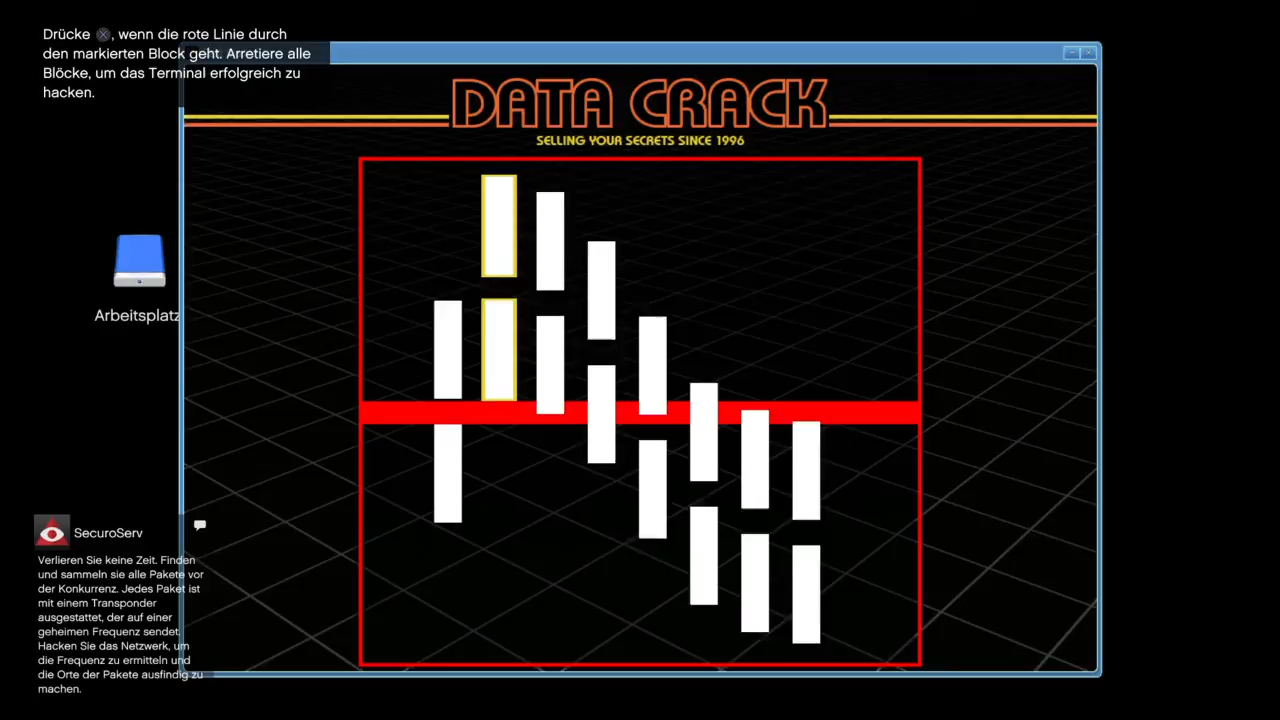 Drücke ⓧ, wenn die rote Linie durch
den markierten Block geht. Arretiere alle
Blöcke, um das Terminal erfolgreich zu
hacken.
DATA CRACK
SELLING YOUR SECRETS SINCE 1996
Arbeitsplatz
SecuroServ
Verlieren Sie keine Zeit. Finden
und sammeln sie alle Pakete vor
der Konkurrenz. Jedes Paket ist
mit einem Transponder
ausgestattet, der auf einer
geheimen Frequenz sendet.
Hacken Sie das Netzwerk, um
die Frequenz zu ermitteln und
die Orte der Pakete ausfindig zu
machen.